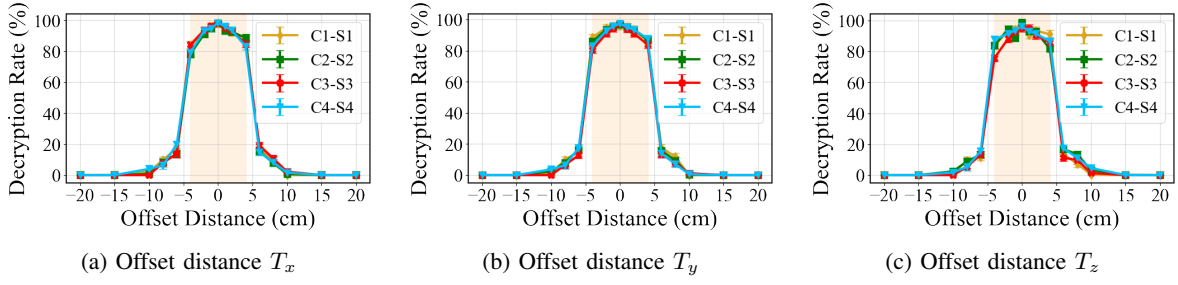 Decryption Rate (%)
100
80
60
40
20
0
−20 −15 −10 −5 0 5 10 15 20
Offset Distance (cm)
C1-S1
C2-S2
C3-S3
C4-S4
(a) Offset distance T_x
Decryption Rate (%)
100
80
60
40
20
0
−20 −15 −10 −5 0 5 10 15 20
Offset Distance (cm)
C1-S1
C2-S2
C3-S3
C4-S4
(b) Offset distance T_y
Decryption Rate (%)
100
80
60
40
20
0
−20 −15 −10 −5 0 5 10 15 20
Offset Distance (cm)
C1-S1
C2-S2
C3-S3
C4-S4
(c) Offset distance T_z